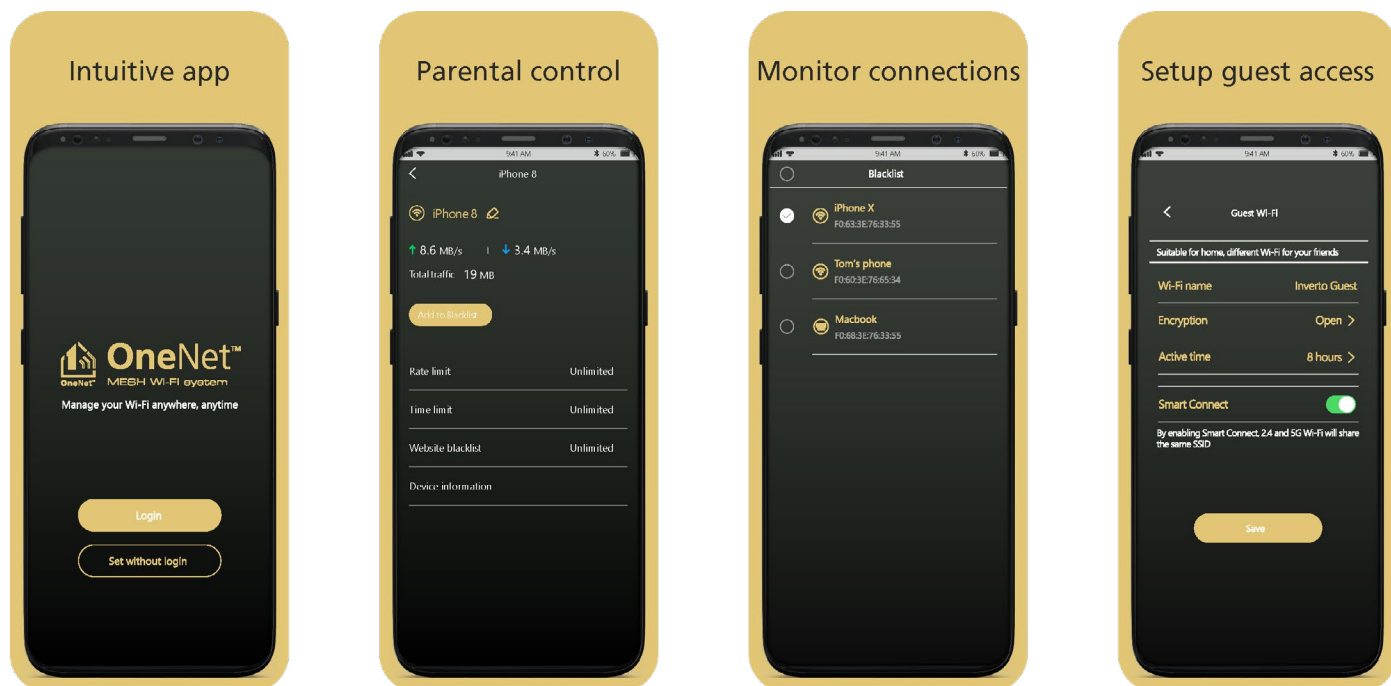 Intuitive app
OneNet™
OneNet™
MESH WI-FI system
Manage your Wi-Fi anywhere, anytime
Login
Set without login
Parental control
9:41 AM
60%
iPhone 8
iPhone 8
8.6 MB/s
3.4 MB/s
Total traffic 19 MB
Add to Blacklist
Rate limit Unlimited
Time limit Unlimited
Website blacklist Unlimited
Device information
Monitor connections
9:41 AM
60%
Blacklist
iPhone X
F0:63:3E:76:33:55
Tom's phone
F0:60:3E:76:65:34
Macbook
F0:68:3E:76:33:55
Setup guest access
9:41 AM
60%
Guest Wi-Fi
Suitable for home, different Wi-Fi for your friends
Wi-Fi name Inverto Guest
Encryption Open
Active time 8 hours
Smart Connect
By enabling Smart Connect, 2.4 and 5G Wi-Fi will share
the same SSID
Save